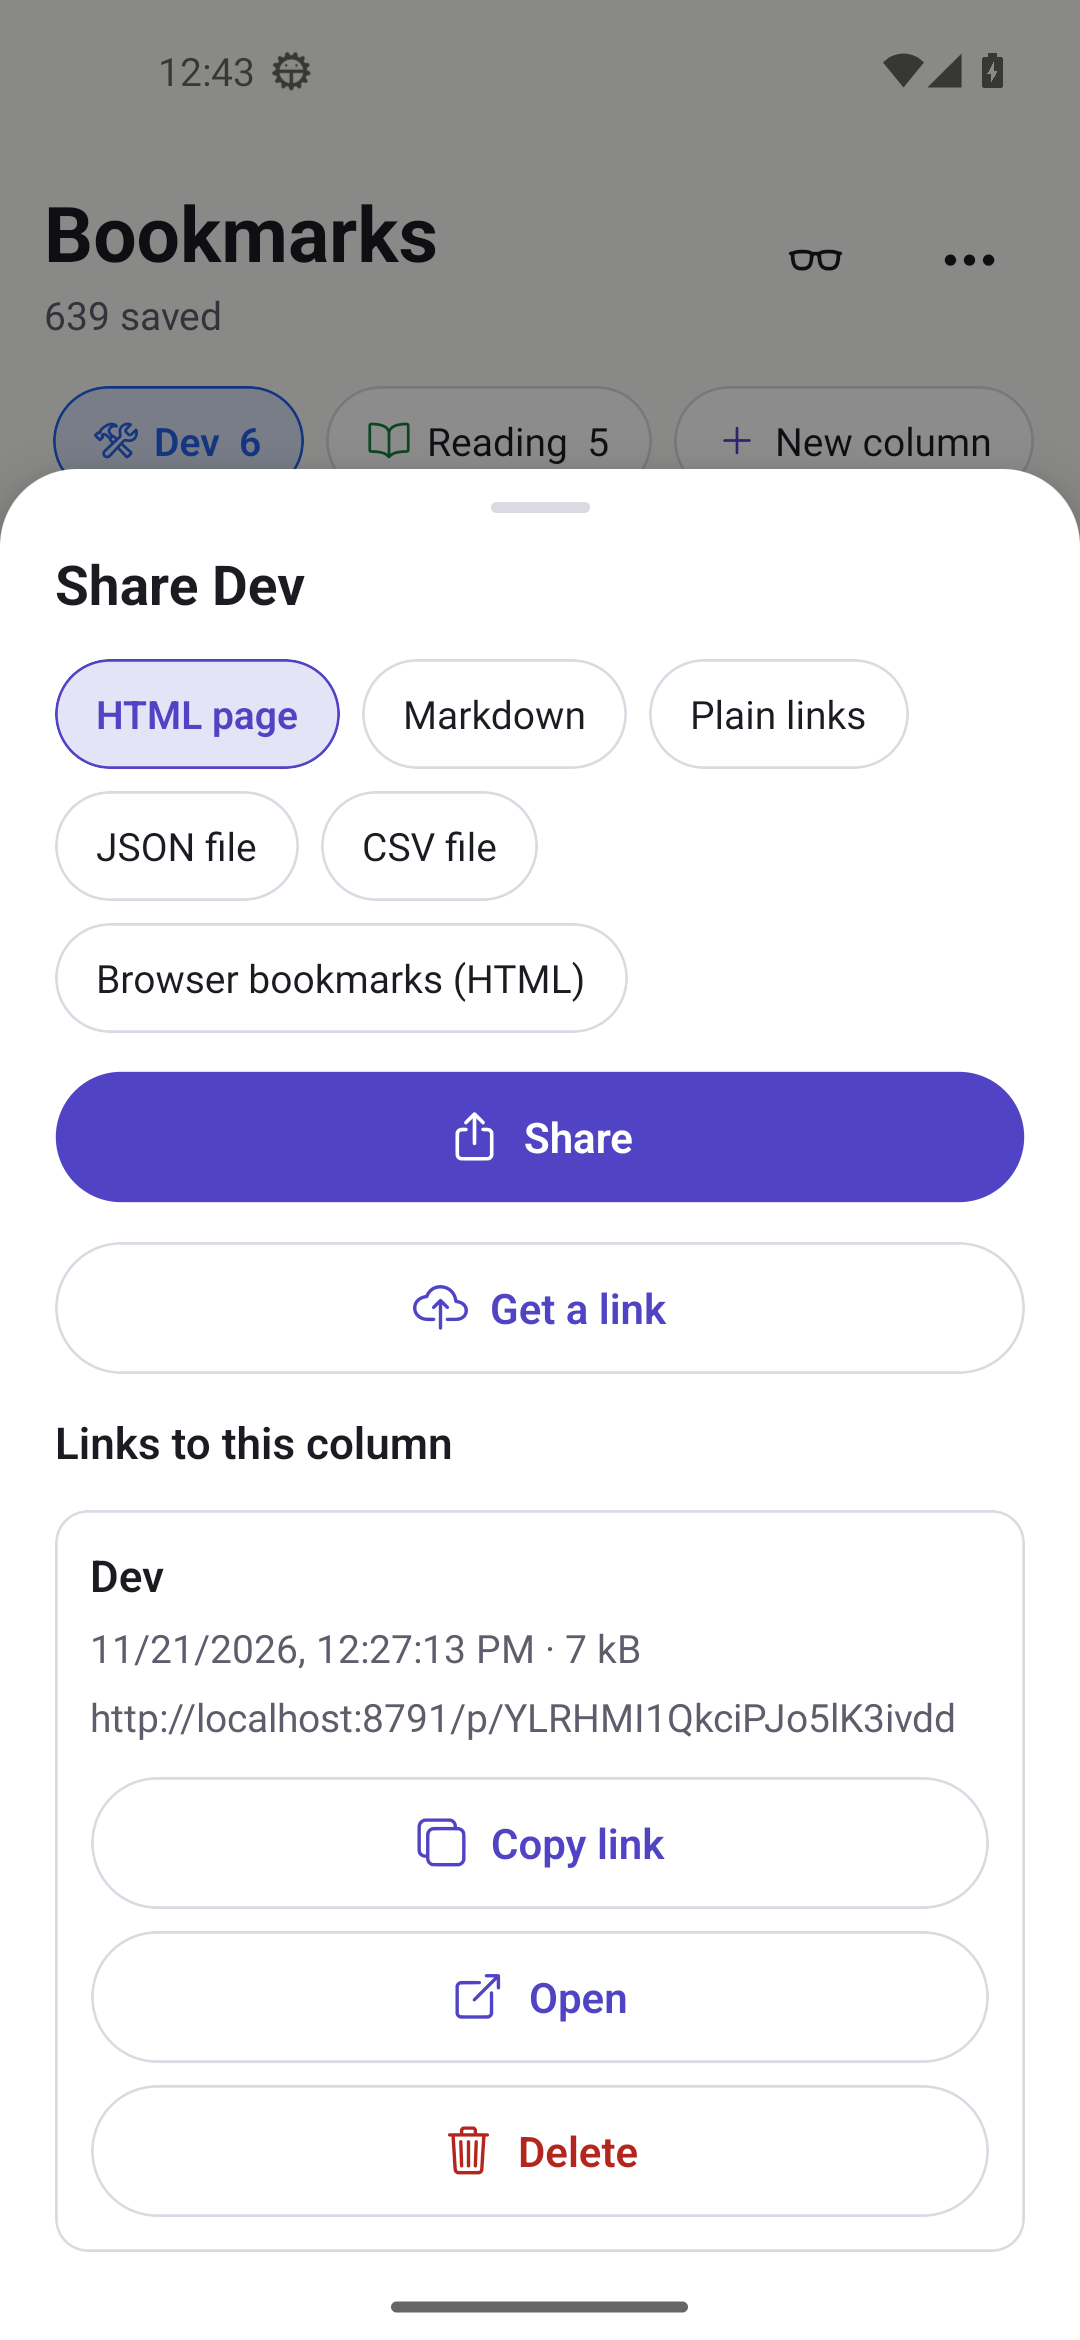 12:43
Bookmarks
639 saved
Dev 6
Reading 5
New column
Share Dev
HTML page
Markdown
Plain links
JSON file
CSV file
Browser bookmarks (HTML)
Share
Get a link
Links to this column
Dev
11/21/2026, 12:27:13 PM · 7 kB
http://localhost:8791/p/YLRHMI1QkciPJo5lK3ivdd
Copy link
Open
Delete